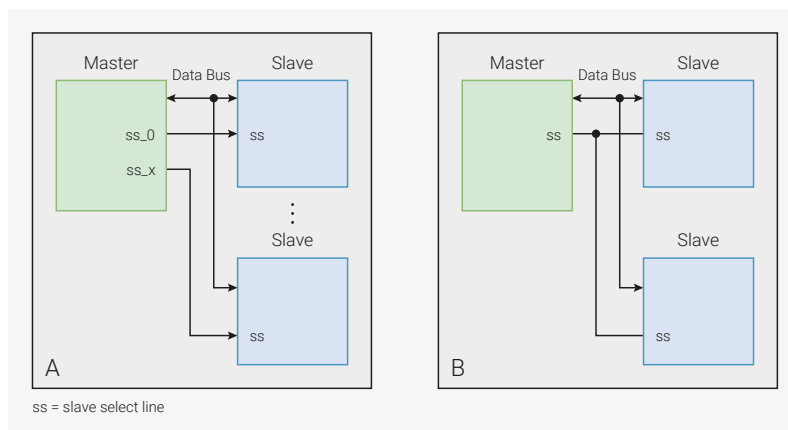 Master
Data Bus
Slave
ss_0
ss
ss_x
Slave
ss
A
Master
Data Bus
Slave
ss
ss
Slave
ss
B
ss = slave select line